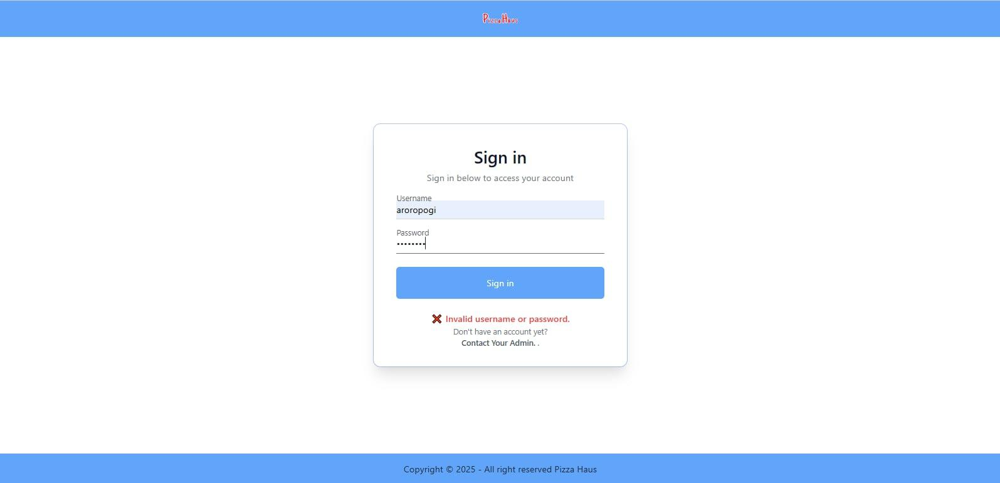 PizzaHaus
Sign in
Sign in below to access your account
Username
aroropogi
Password
••••••••
Sign in
❌ Invalid username or password.
Don't have an account yet?
Contact Your Admin. .
Copyright © 2025 - All right reserved Pizza Haus